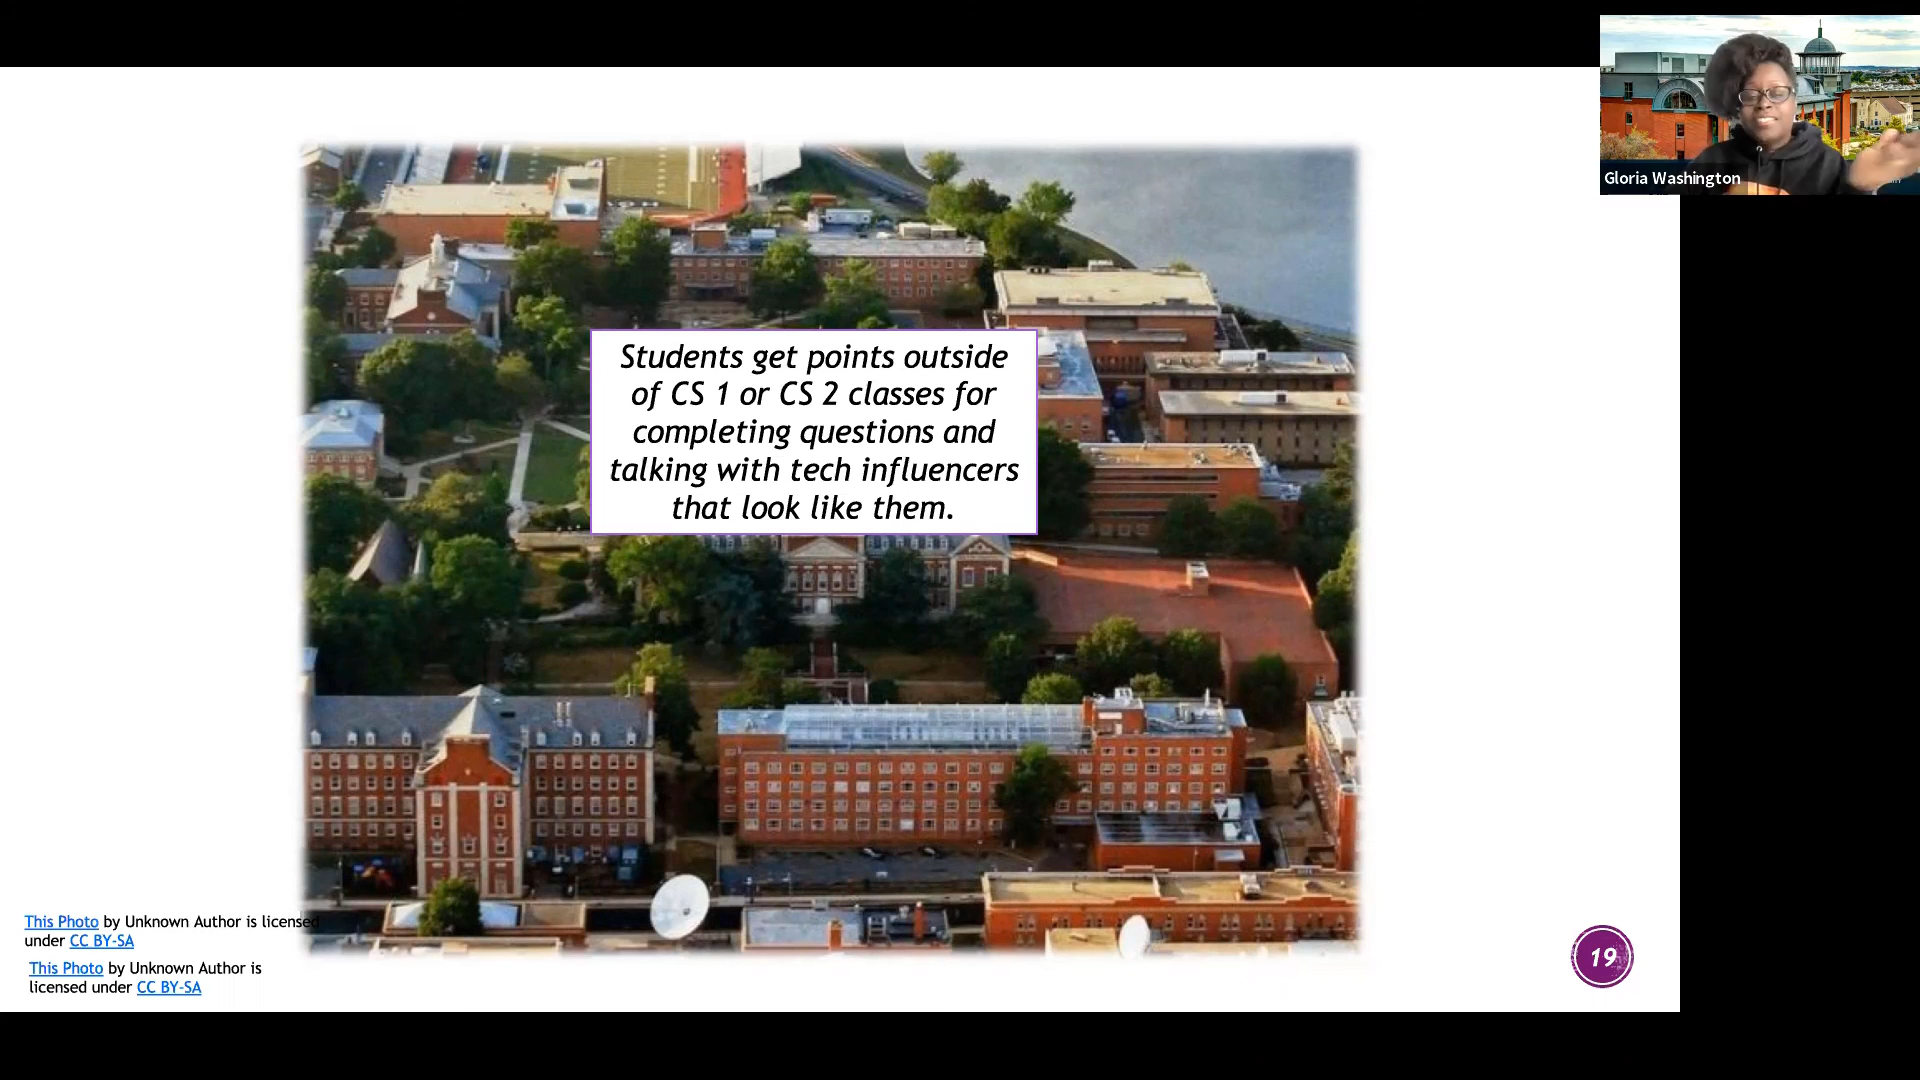 Gloria Washington
Students get points outside
of CS 1 or CS 2 classes for
completing questions and
talking with tech influencers
that look like them.
This Photo by Unknown Author is licensed
under CC BY-SA
This Photo by Unknown Author is
licensed under CC BY-SA
19